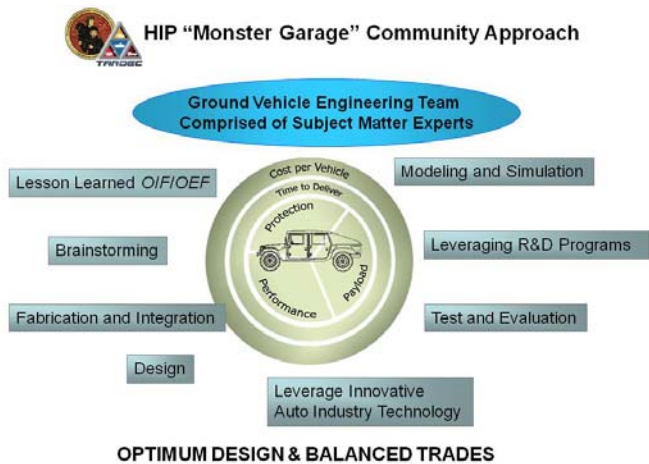 HIP “Monster Garage” Community Approach
TARDEC
Ground Vehicle Engineering Team
Comprised of Subject Matter Experts
Cost per Vehicle
Time to Deliver
Protection
Payload
Performance
Lesson Learned OIF/OEF
Brainstorming
Fabrication and Integration
Design
Modeling and Simulation
Leveraging R&D Programs
Test and Evaluation
Leverage Innovative
Auto Industry Technology
OPTIMUM DESIGN & BALANCED TRADES